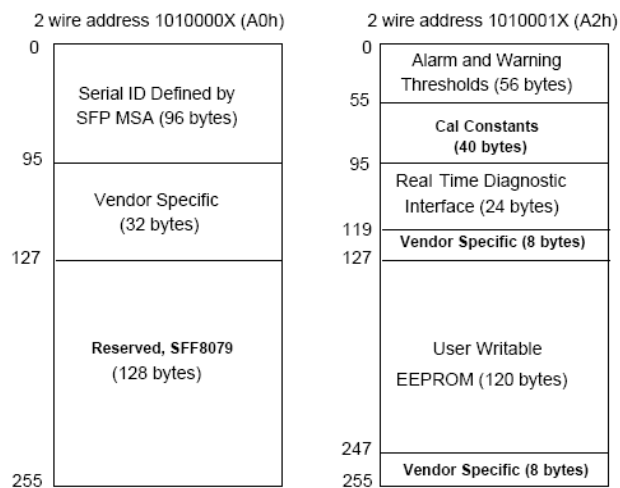 2 wire address 1010000X (A0h)
0
Serial ID Defined by
SFP MSA (96 bytes)
95
Vendor Specific
(32 bytes)
127
Reserved, SFF8079
(128 bytes)
255
2 wire address 1010001X (A2h)
0
Alarm and Warning
Thresholds (56 bytes)
55
Cal Constants
(40 bytes)
95
Real Time Diagnostic
Interface (24 bytes)
119
Vendor Specific (8 bytes)
127
User Writable
EEPROM (120 bytes)
247
Vendor Specific (8 bytes)
255